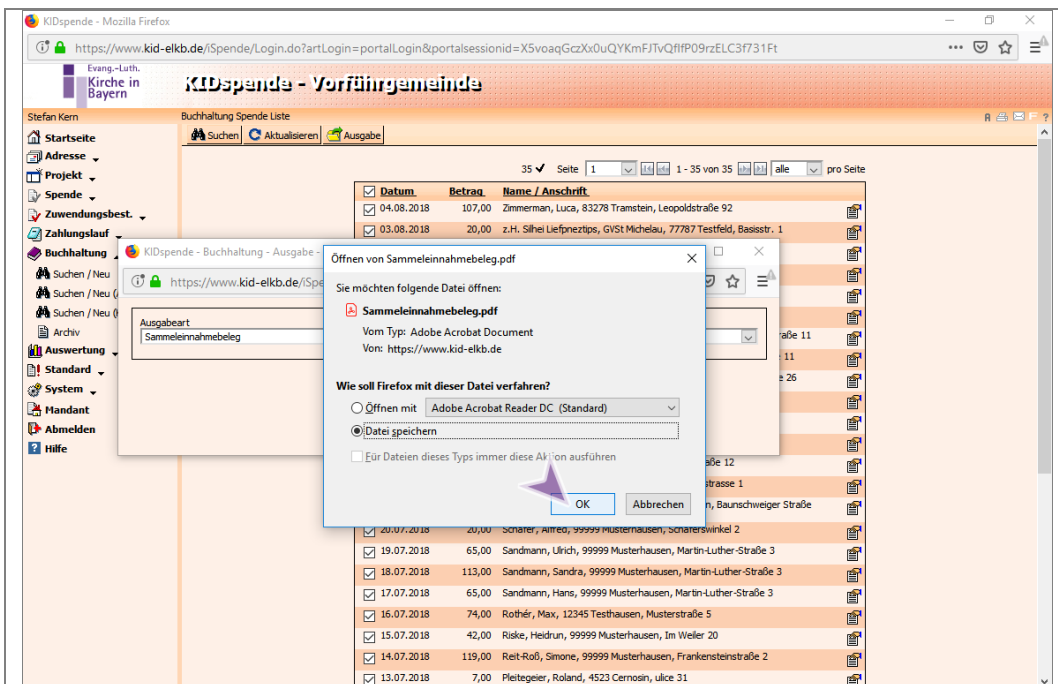 KIDspende - Mozilla Firefox
https://www.kid-elkb.de/iSpende/Login.do?artLogin=portalLogin&portalsessionid=X5voaqGczXx0uQYKmFJTvQflfP09rzELC3f731Ft
Evang.-Luth.
Kirche in
Bayern
KIDspende - Vorführgemeinde
Stefan Kern
Buchhaltung Spende Liste
Suchen
Aktualisieren
Ausgabe
Startseite
Adresse
Projekt
Spende
Zuwendungsbest.
Zahlungslauf
Buchhaltung
Suchen / Neu
Suchen / Neu
Suchen / Neu
Archiv
Auswertung
Standard
System
Mandant
Abmelden
Hilfe
35 Seite 1 1 - 35 von 35 alle pro Seite
Datum Betrag Name / Anschrift
04.08.2018 107,00 Zimmerman, Luca, 83278 Tramstein, Leopoldstraße 92
03.08.2018 20,00 z.H. Silhei Liefpneztips, GVSt Michelau, 77787 Testfeld, Basisstr. 1
KIDspende - Buchhaltung - Ausgabe -
https://www.kid-elkb.de/iSpe
Ausgabeart
Sammeleinnahmebeleg
Öffnen von Sammeleinnahmebeleg.pdf
Sie möchten folgende Datei öffnen:
Sammeleinnahmebeleg.pdf
Vom Typ: Adobe Acrobat Document
Von: https://www.kid-elkb.de
Wie soll Firefox mit dieser Datei verfahren?
Öffnen mit Adobe Acrobat Reader DC (Standard)
Datei speichern
Für Dateien dieses Typs immer diese Aktion ausführen
OK
Abbrechen
aße 11
11
e 26
aße 12
strasse 1
n, Baunschweiger Straße
20.07.2018 20,00 Schäfer, Alfred, 99999 Musterhausen, Schäferswinkel 2
19.07.2018 65,00 Sandmann, Ulrich, 99999 Musterhausen, Martin-Luther-Straße 3
18.07.2018 113,00 Sandmann, Sandra, 99999 Musterhausen, Martin-Luther-Straße 3
17.07.2018 65,00 Sandmann, Hans, 99999 Musterhausen, Martin-Luther-Straße 3
16.07.2018 74,00 Rothér, Max, 12345 Testhausen, Musterstraße 5
15.07.2018 42,00 Riske, Heidrun, 99999 Musterhausen, Im Weiler 20
14.07.2018 119,00 Reit-Roß, Simone, 99999 Musterhausen, Frankensteinstraße 2
13.07.2018 7,00 Pleitegeier, Roland, 4523 Cernosin, ulice 31